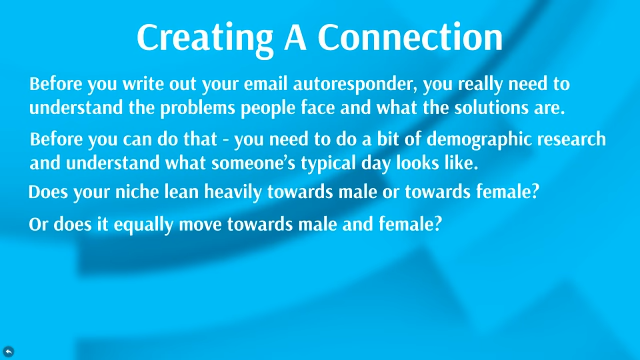 Creating A Connection
Before you write out your email autoresponder, you really need to
understand the problems people face and what the solutions are.
Before you can do that - you need to do a bit of demographic research
and understand what someone’s typical day looks like.
Does your niche lean heavily towards male or towards female?
Or does it equally move towards male and female?